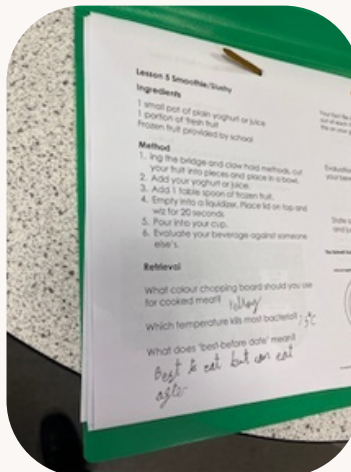 Lesson 5 Smoothie/Slushy
Ingredients
1 small pot of plain yoghurt or juice
1 portion of fresh fruit
Frozen fruit provided by school
Method
1. ing the bridge and claw hold methods, cut
your fruit into pieces and place in a bowl.
2. Add your yoghurt or juice.
3. Add 1 table spoon of frozen fruit.
4. Empty into a liquidizer. Place lid on top and
wiz for 20 seconds
5. Pour into your cup.
6. Evaluate your beverage against someone
else's.
Retrieval
What colour chopping board should you use
for cooked meat?
Which temperature kills most bacteria?
What does "best-before date" mean?
Best to eat but can eat
after